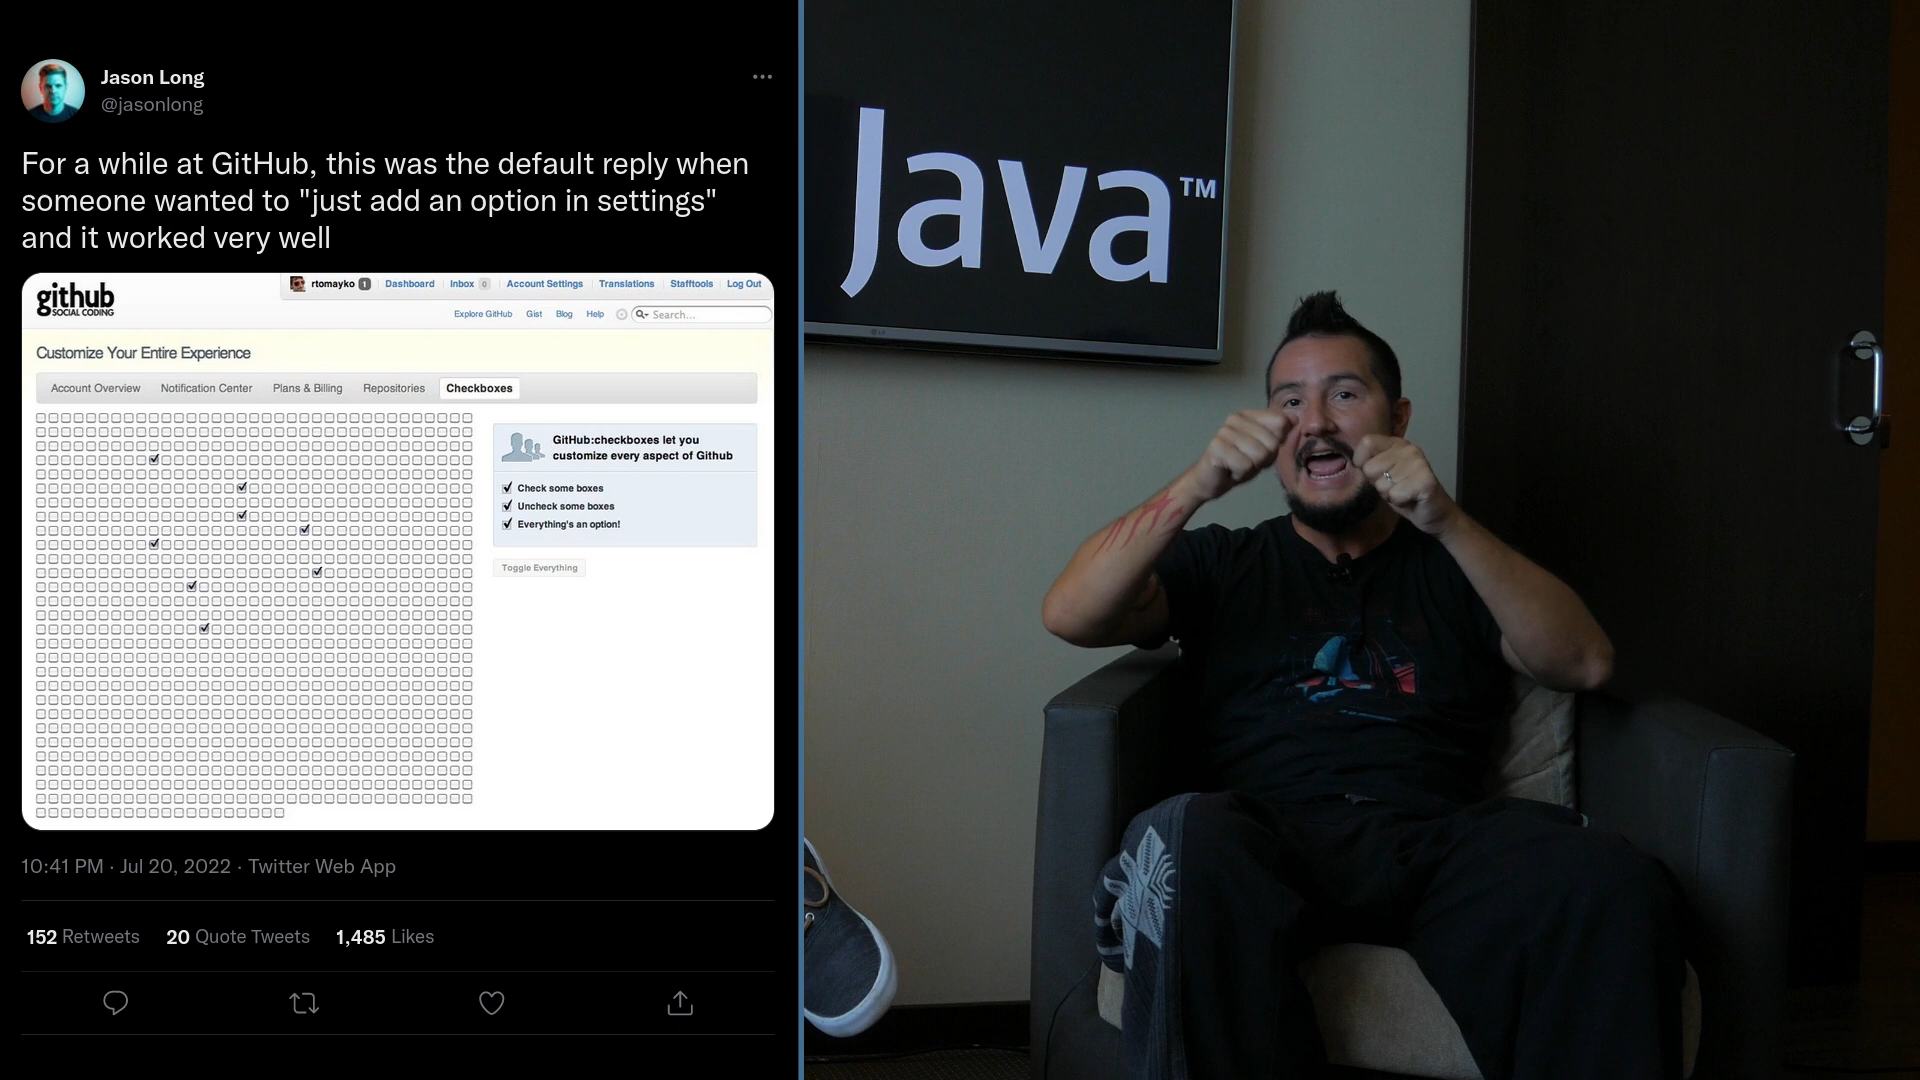 Jason Long
@jasonlong
For a while at GitHub, this was the default reply when
someone wanted to "just add an option in settings"
and it worked very well
github
SOCIAL CODING
rtomayko 1 Dashboard Inbox 0 Account Settings Translations Stafftools Log Out
Explore GitHub Gist Blog Help Search...
Customize Your Entire Experience
Account Overview Notification Center Plans & Billing Repositories Checkboxes
GitHub:checkboxes let you
customize every aspect of Github
Check some boxes
Uncheck some boxes
Everything's an option!
Toggle Everything
10:41 PM · Jul 20, 2022 · Twitter Web App
152 Retweets 20 Quote Tweets 1,485 Likes
Java™
LG